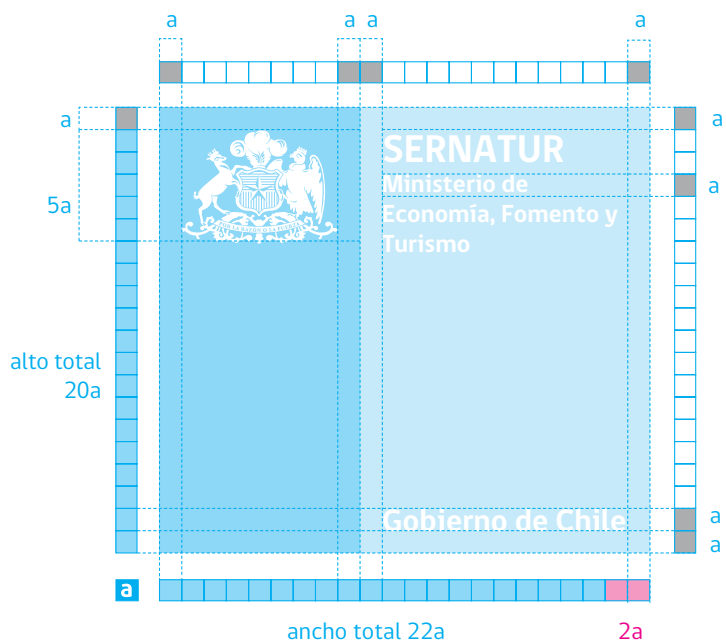 a
a
a
a
a
5a
a
a
SERNATUR
Ministerio de
Economía, Fomento y
Turismo
alto total
20a
Gobierno de Chile
a
a
a
ancho total 22a
2a